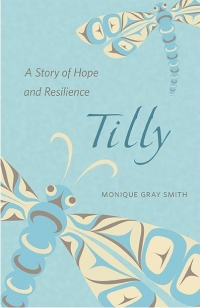 A Story of Hope
and Resilience
Tilly
MONIQUE GRAY SMITH